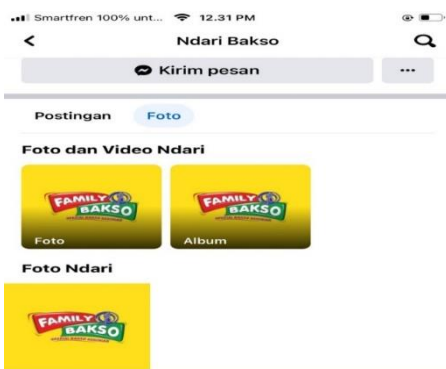 Smartfren 100% unt... 12.31 PM
Ndari Bakso
Kirim pesan
Postingan Foto
Foto dan Video Ndari
FAMILY
BAKSO
Foto
FAMILY
BAKSO
Album
Foto Ndari
FAMILY
BAKSO